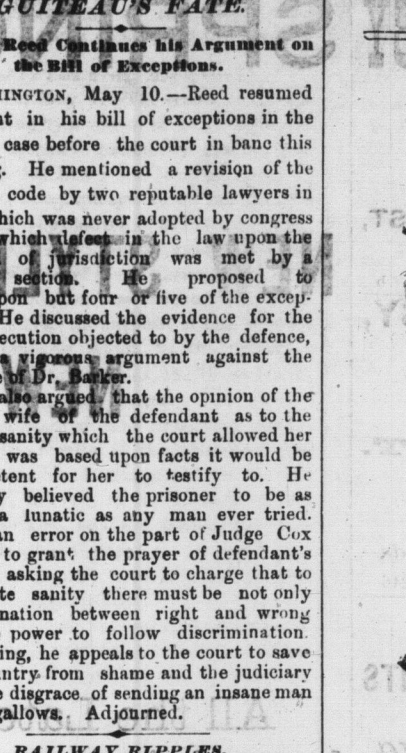 GUITEAU'S FATE.
Reed Continues his Argument on
the Bill of Exceptions.
HINGTON, May 10.—Reed resumed
nt in his bill of exceptions in the
case before the court in banc this
. He mentioned a revision of the
code by two reputable lawyers in
hich was never adopted by congress
which defect in the law upon the
of jurisdiction was met by a
section. He proposed to
pon but four or five of the excep-
He discussed the evidence for the
ecution objected to by the defence,
a vigorous argument against the
e of Dr. Barker.
also argued that the opinion of the
wife of the defendant as to the
sanity which the court allowed her
was based upon facts it would be
tent for her to testify to. He
y believed the prisoner to be as
a lunatic as any man ever tried.
an error on the part of Judge Cox
to grant the prayer of defendant's
asking the court to charge that to
te sanity there must be not only
nation between right and wrong
power to follow discrimination.
ing, he appeals to the court to save
ntry from shame and the judiciary
e disgrace of sending an insane man
gallows. Adjourned.
RAILWAY RIPPLES.